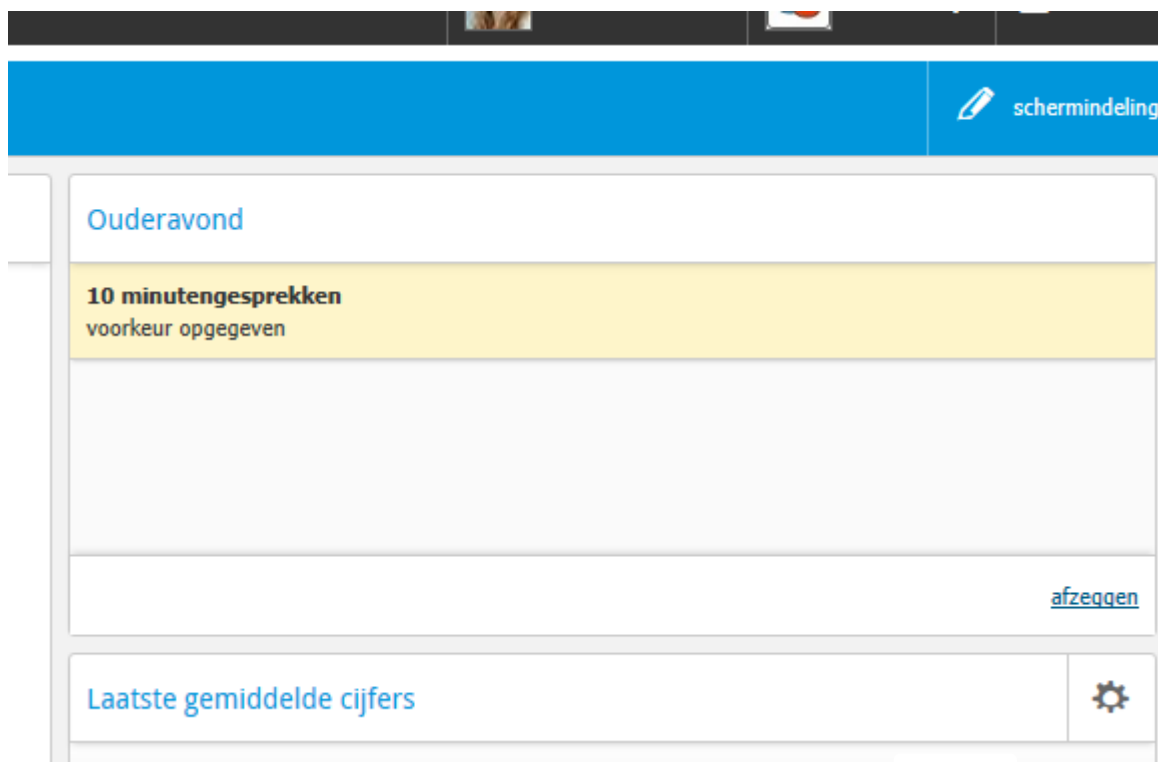 schermindeling
Ouderavond
10 minutengesprekken
voorkeur opgegeven
afzeggen
Laatste gemiddelde cijfers